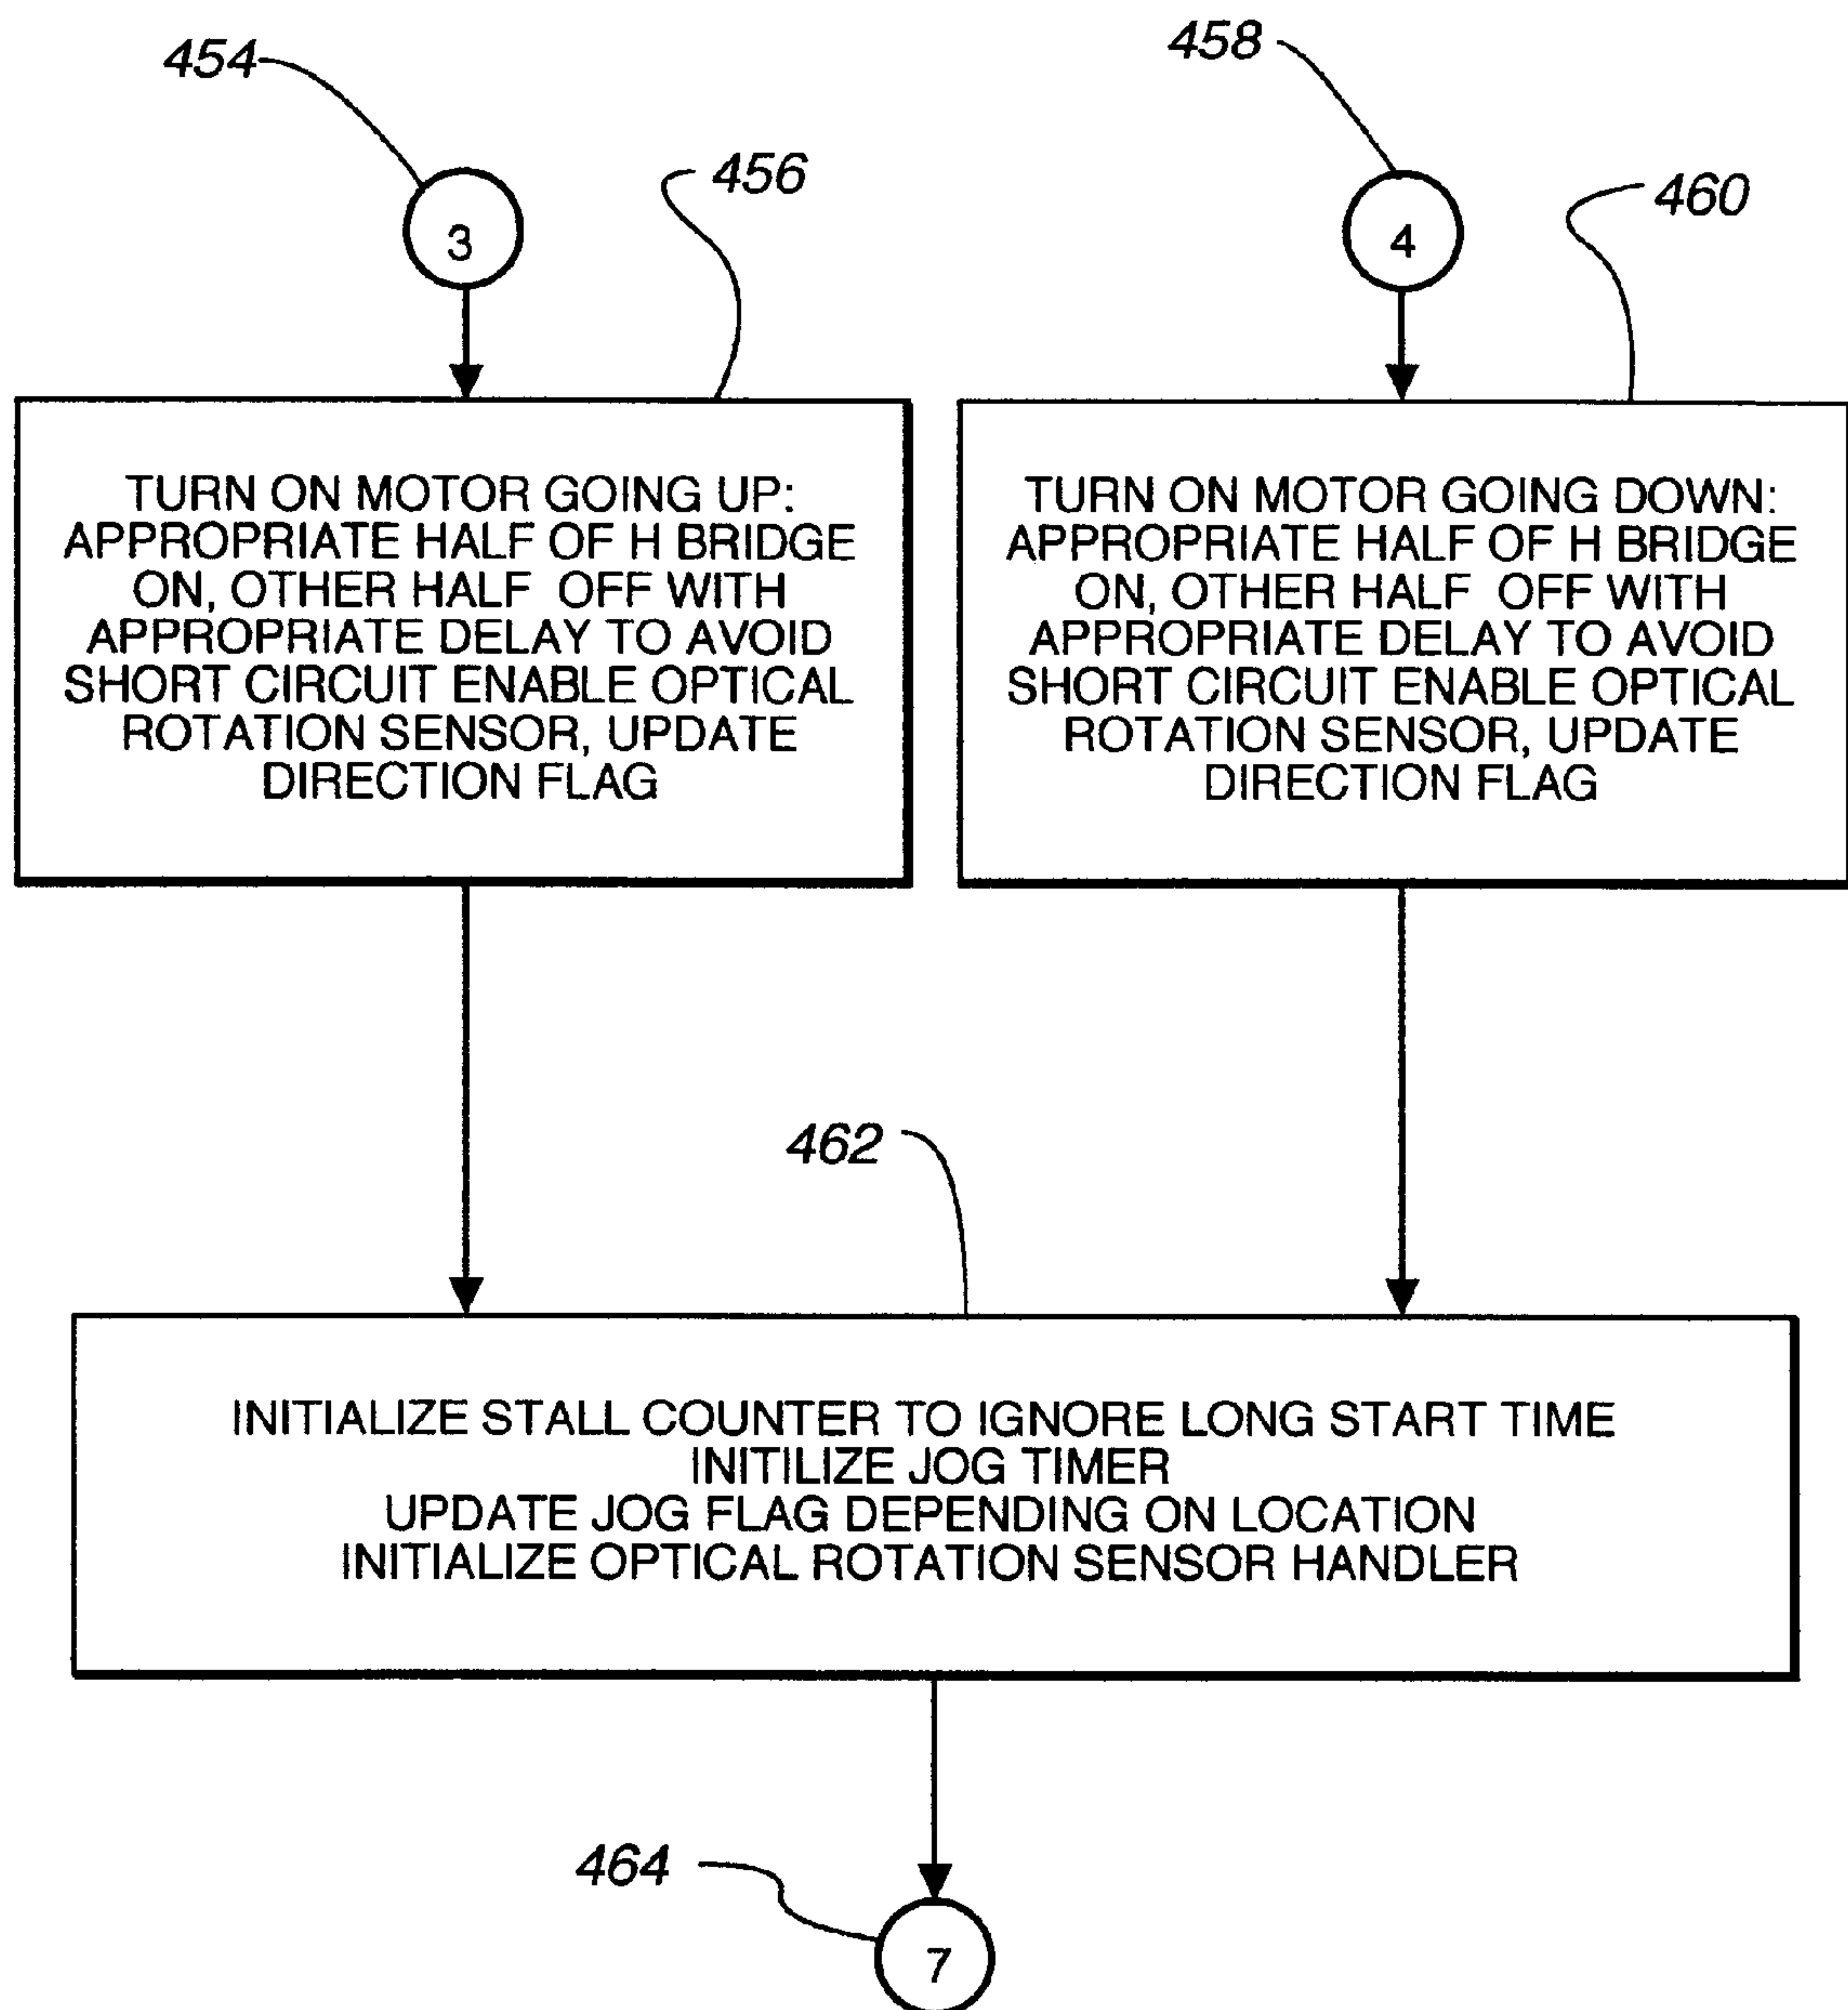 454
458
456
460
3
4
TURN ON MOTOR GOING UP:
APPROPRIATE HALF OF H BRIDGE
ON, OTHER HALF OFF WITH
APPROPRIATE DELAY TO AVOID
SHORT CIRCUIT ENABLE OPTICAL
ROTATION SENSOR, UPDATE
DIRECTION FLAG
TURN ON MOTOR GOING DOWN:
APPROPRIATE HALF OF H BRIDGE
ON, OTHER HALF OFF WITH
APPROPRIATE DELAY TO AVOID
SHORT CIRCUIT ENABLE OPTICAL
ROTATION SENSOR, UPDATE
DIRECTION FLAG
462
INITIALIZE STALL COUNTER TO IGNORE LONG START TIME
INITILIZE JOG TIMER
UPDATE JOG FLAG DEPENDING ON LOCATION
INITIALIZE OPTICAL ROTATION SENSOR HANDLER
464
7